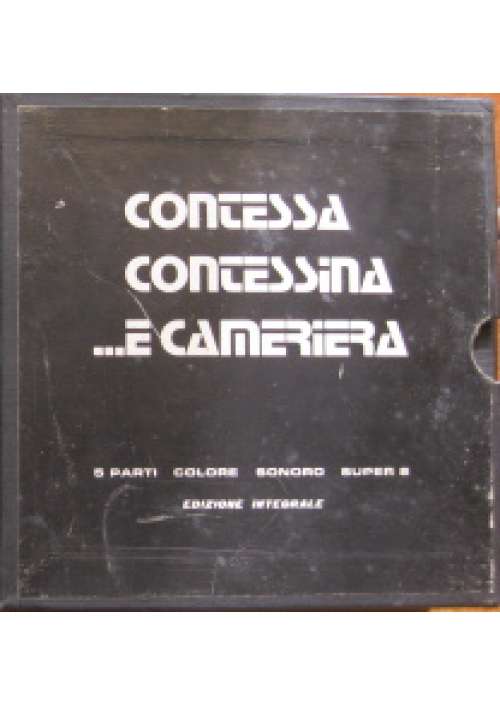 CONTESSA
CONTESSINA
...E CAMERIERA
5 PARTI COLORE SONORO SUPER 8
EDIZIONE INTEGRALE